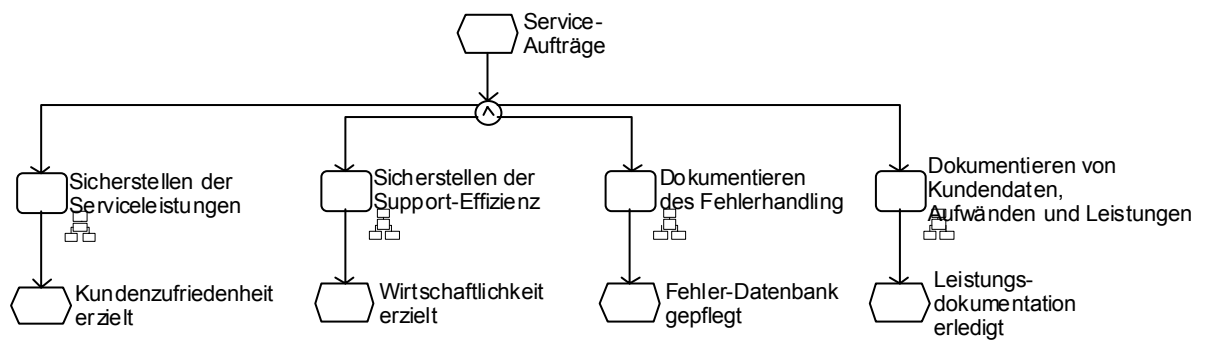 Service-
Aufträge
^
Sicherstellen der
Serviceleistungen
Sicherstellen der
Support-Effizienz
Dokumentieren
des Fehlerhandling
Dokumentieren von
Kundendaten,
Aufwänden und Leistungen
Kundenzufriedenheit
erzielt
Wirtschaftlichkeit
erzielt
Fehler-Datenbank
gepflegt
Leistungs-
dokumentation
erledigt